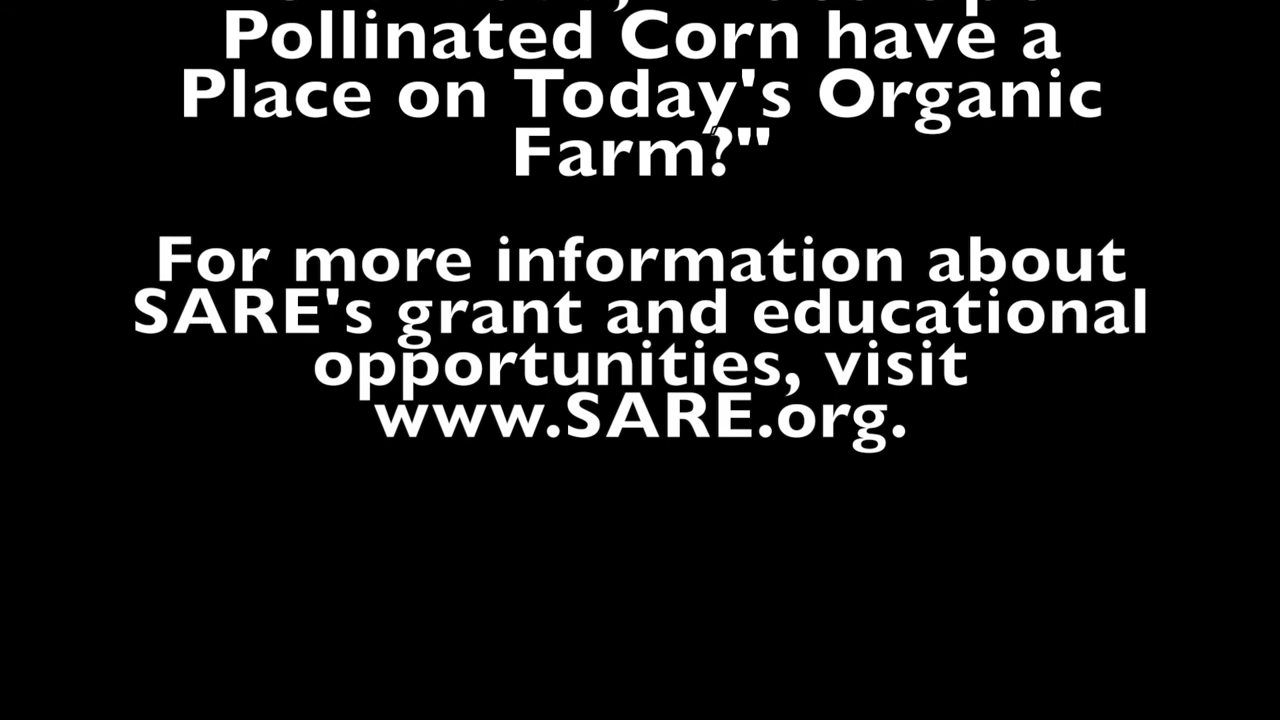 Pollinated Corn have a
Place on Today's Organic
Farm?"
For more information about
SARE's grant and educational
opportunities, visit
www.SARE.org.